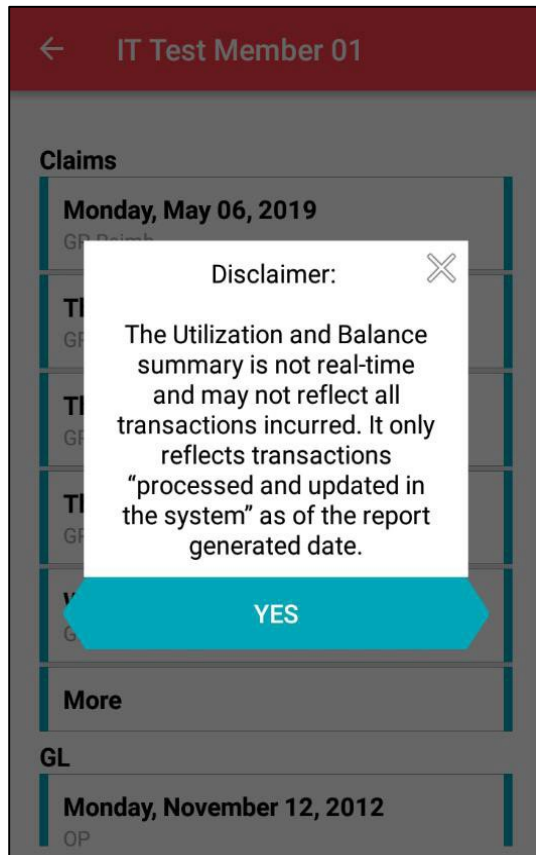 IT Test Member 01
Claims
Monday, May 06, 2019
Disclaimer:
The Utilization and Balance
summary is not real-time
and may not reflect all
transactions incurred. It only
reflects transactions
“processed and updated in
the system” as of the report
generated date.
YES
More
GL
Monday, November 12, 2012
OP